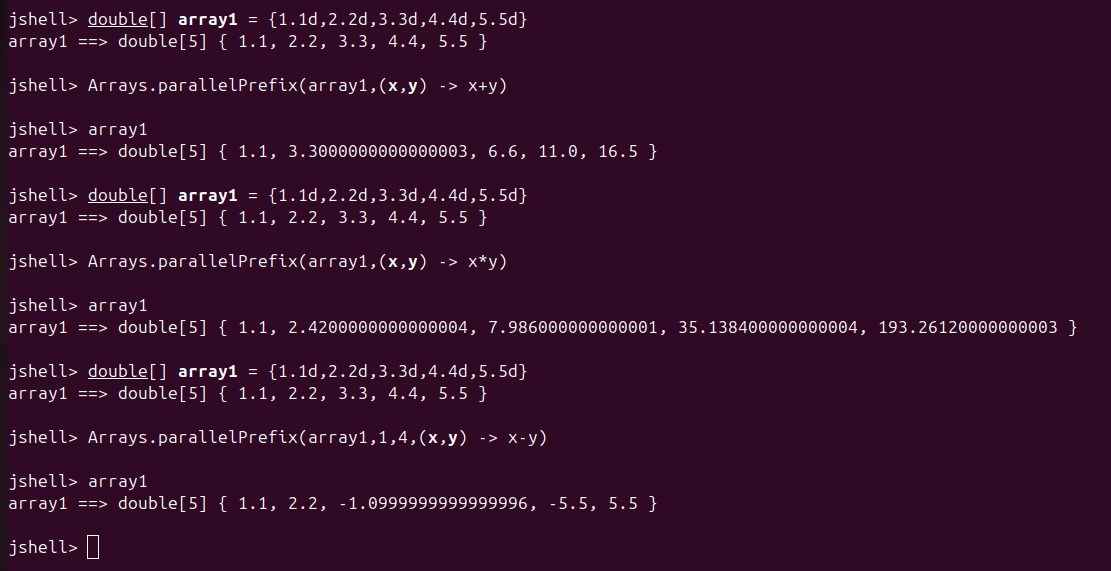 jshell> double[] array1 = {1.1d,2.2d,3.3d,4.4d,5.5d}
array1 ==> double[5] { 1.1, 2.2, 3.3, 4.4, 5.5 }
jshell> Arrays.parallelPrefix(array1,(x,y) -> x+y)
jshell> array1
array1 ==> double[5] { 1.1, 3.3000000000000003, 6.6, 11.0, 16.5 }
jshell> double[] array1 = {1.1d,2.2d,3.3d,4.4d,5.5d}
array1 ==> double[5] { 1.1, 2.2, 3.3, 4.4, 5.5 }
jshell> Arrays.parallelPrefix(array1,(x,y) -> x*y)
jshell> array1
array1 ==> double[5] { 1.1, 2.4200000000000004, 7.986000000000001, 35.138400000000004, 193.26120000000003 }
jshell> double[] array1 = {1.1d,2.2d,3.3d,4.4d,5.5d}
array1 ==> double[5] { 1.1, 2.2, 3.3, 4.4, 5.5 }
jshell> Arrays.parallelPrefix(array1,1,4,(x,y) -> x-y)
jshell> array1
array1 ==> double[5] { 1.1, 2.2, -1.0999999999999996, -5.5, 5.5 }
jshell>